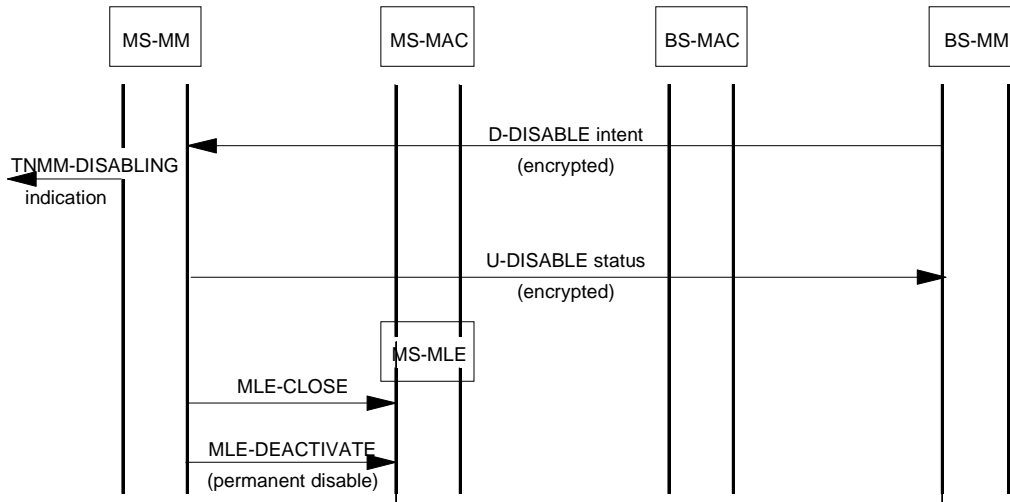 MS-MM
MS-MAC
BS-MAC
BS-MM
D-DISABLE intent
(encrypted)
TNMM-DISABLING
indication
U-DISABLE status
(encrypted)
MS-MLE
MLE-CLOSE
MLE-DEACTIVATE
(permanent disable)